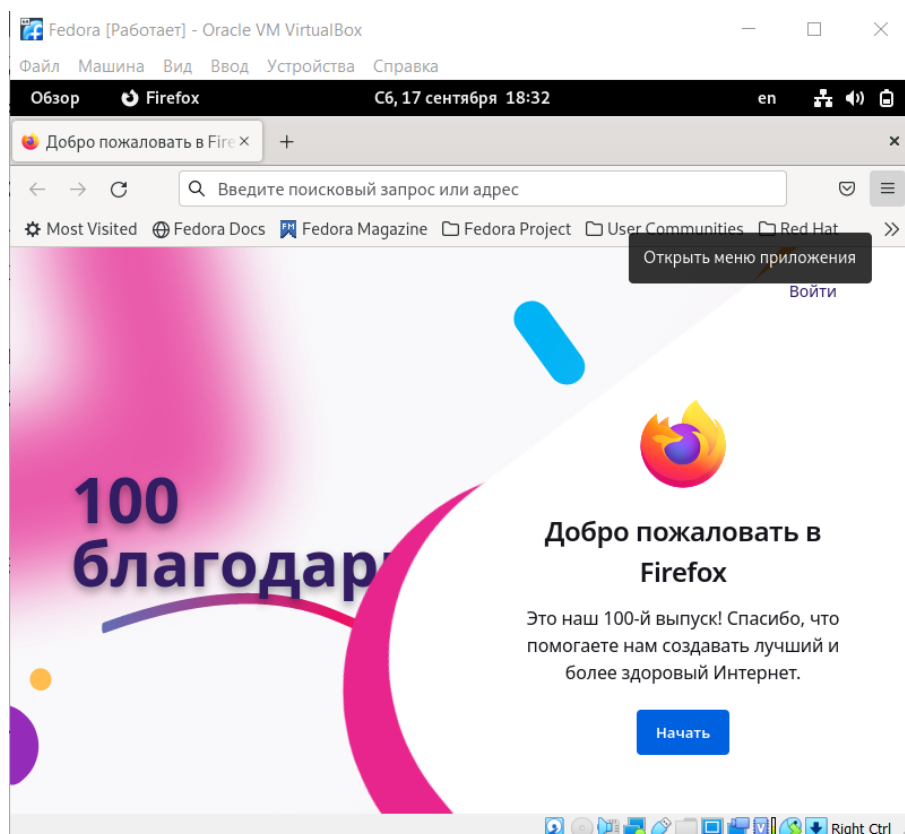 Fedora [Работает] - Oracle VM VirtualBox
Файл Машина Вид Ввод Устройства Справка
Обзор Firefox Сб, 17 сентября 18:32 en
Добро пожаловать в Fire
Введите поисковый запрос или адрес
Most Visited Fedora Docs Fedora Magazine Fedora Project User Communities Red Hat
Открыть меню приложения
Войти
100
благодар
Добро пожаловать в
Firefox
Это наш 100-й выпуск! Спасибо, что
помогаете нам создавать лучший и
более здоровый Интернет.
Начать
Right Ctrl